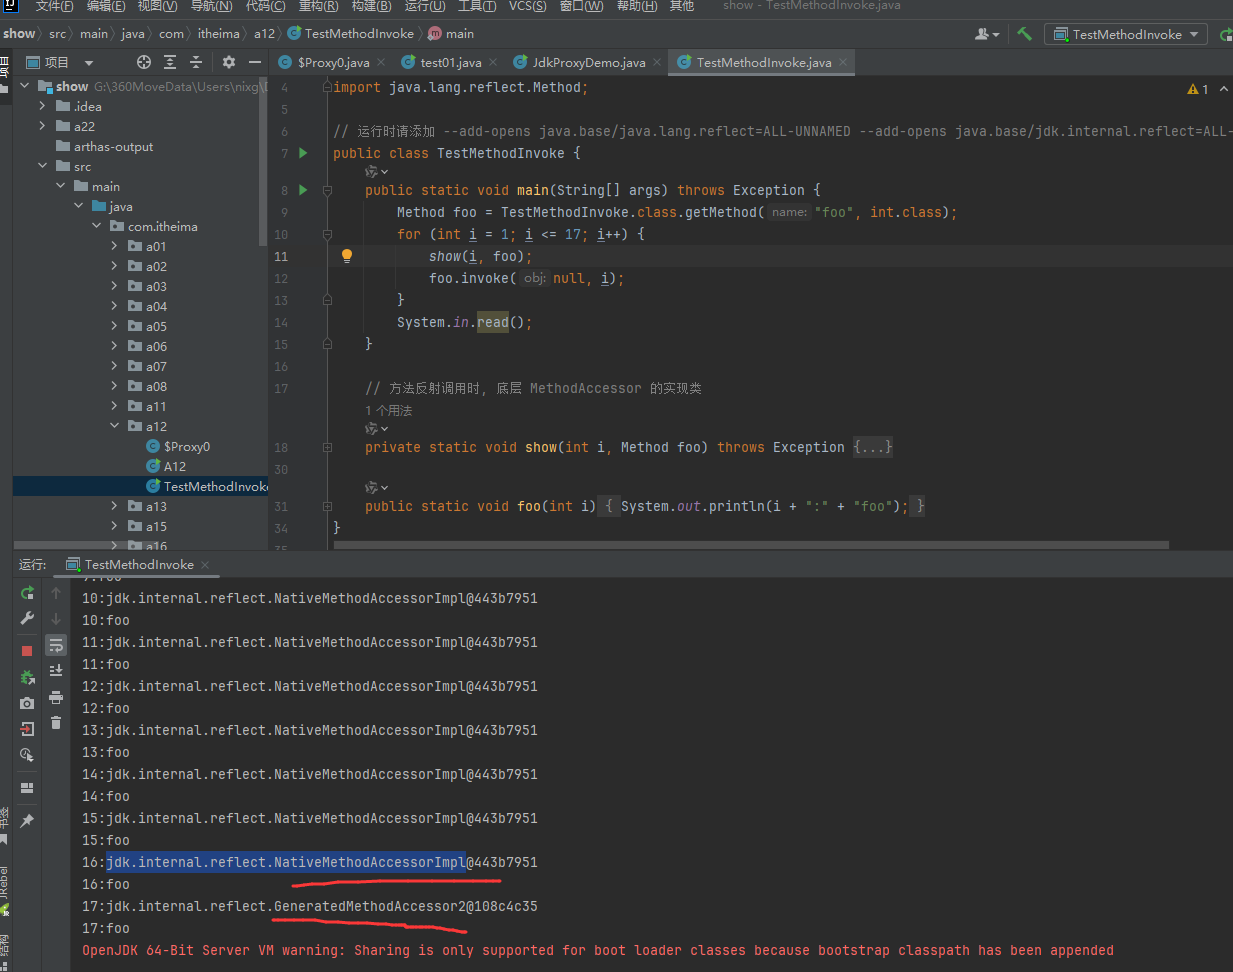 文件(F) 编辑(E) 视图(V) 导航(N) 代码(C) 重构(R) 构建(B) 运行(U) 工具(T) VCS(S) 窗口(W) 帮助(H) 其他 show - TestMethodInvoke.java
show src main java com itheima a12 TestMethodInvoke main TestMethodInvoke
项目 $Proxy0.java test01.java JdkProxyDemo.java TestMethodInvoke.java
show G:\360MoveData\Users\nixg\
.idea
a22
arthas-output
src
main
java
com.itheima
a01
a02
a03
a04
a05
a06
a07
a08
a11
a12
$Proxy0
A12
TestMethodInvoke
a13
a15
a16
4 import java.lang.reflect.Method; 1
5
6 // 运行时请添加 --add-opens java.base/java.lang.reflect=ALL-UNNAMED --add-opens java.base/jdk.internal.reflect=ALL-
7 public class TestMethodInvoke {
8 public static void main(String[] args) throws Exception {
9 Method foo = TestMethodInvoke.class.getMethod( name: "foo", int.class);
10 for (int i = 1; i <= 17; i++) {
11 show(i, foo);
12 foo.invoke( obj: null, i);
13 }
14 System.in.read();
15 }
16
17 // 方法反射调用时, 底层 MethodAccessor 的实现类
1 个用法
18 private static void show(int i, Method foo) throws Exception {...}
30
31 public static void foo(int i) { System.out.println(i + ":" + "foo"); }
34 }
35
运行: TestMethodInvoke
9:foo
10:jdk.internal.reflect.NativeMethodAccessorImpl@443b7951
10:foo
11:jdk.internal.reflect.NativeMethodAccessorImpl@443b7951
11:foo
12:jdk.internal.reflect.NativeMethodAccessorImpl@443b7951
12:foo
13:jdk.internal.reflect.NativeMethodAccessorImpl@443b7951
13:foo
14:jdk.internal.reflect.NativeMethodAccessorImpl@443b7951
14:foo
15:jdk.internal.reflect.NativeMethodAccessorImpl@443b7951
15:foo
16:jdk.internal.reflect.NativeMethodAccessorImpl@443b7951
16:foo
17:jdk.internal.reflect.GeneratedMethodAccessor2@108c4c35
17:foo
OpenJDK 64-Bit Server VM warning: Sharing is only supported for boot loader classes because bootstrap classpath has been appended
书签
JRebel
结构